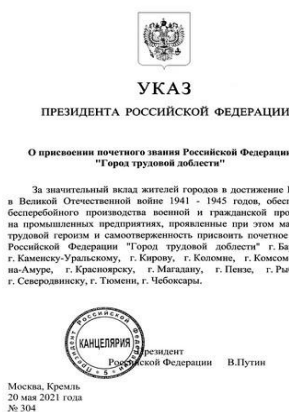 УКАЗ
ПРЕЗИДЕНТА РОССИЙСКОЙ ФЕДЕРАЦИИ
О присвоении почетного звания Российской Федерации
"Город трудовой доблести"
За значительный вклад жителей городов в достижение
в Великой Отечественной войне 1941 - 1945 годов, обесп
бесперебойного производства военной и гражданской про
на промышленных предприятиях, проявленные при этом ма
трудовой героизм и самоотверженность присвоить почетное
Российской Федерации "Город трудовой доблести" г. Ба
г. Каменску-Уральскому, г. Кирову, г. Коломне, г. Комсом
на-Амуре, г. Красноярску, г. Магадану, г. Пензе, г. Ры
г. Северодвинску, г. Тюмени, г. Чебоксары.
КАНЦЕЛЯРИЯ
Президент
Российской Федерации В.Путин
Москва, Кремль
20 мая 2021 года
№ 304